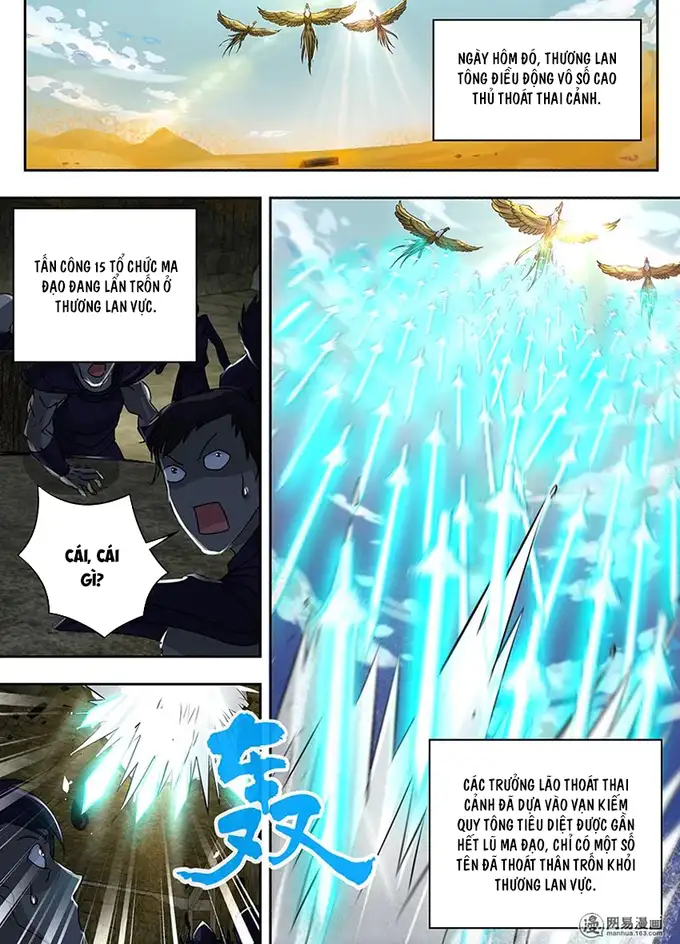 NGÀY HÔM ĐÓ, THƯƠNG LAN
TÔNG ĐIỀU ĐỘNG VÔ SỐ CAO
THỦ THOÁT THAI CẢNH.
TẤN CÔNG 15 TỔ CHỨC MA
ĐẠO ĐANG LẨN TRỐN Ở
THƯƠNG LAN VỰC.
CÁI, CÁI
GÌ?
轰
CÁC TRƯỞNG LÃO THOÁT THAI
CẢNH ĐÃ DỰA VÀO VẠN KIẾM
QUY TÔNG TIÊU DIỆT ĐƯỢC GẦN
HẾT LŨ MA ĐẠO, CHỈ CÓ MỘT SỐ
TÊN ĐÃ THOÁT THÂN TRỐN KHỎI
THƯƠNG LAN VỰC.
网易漫画
manhua.163.com